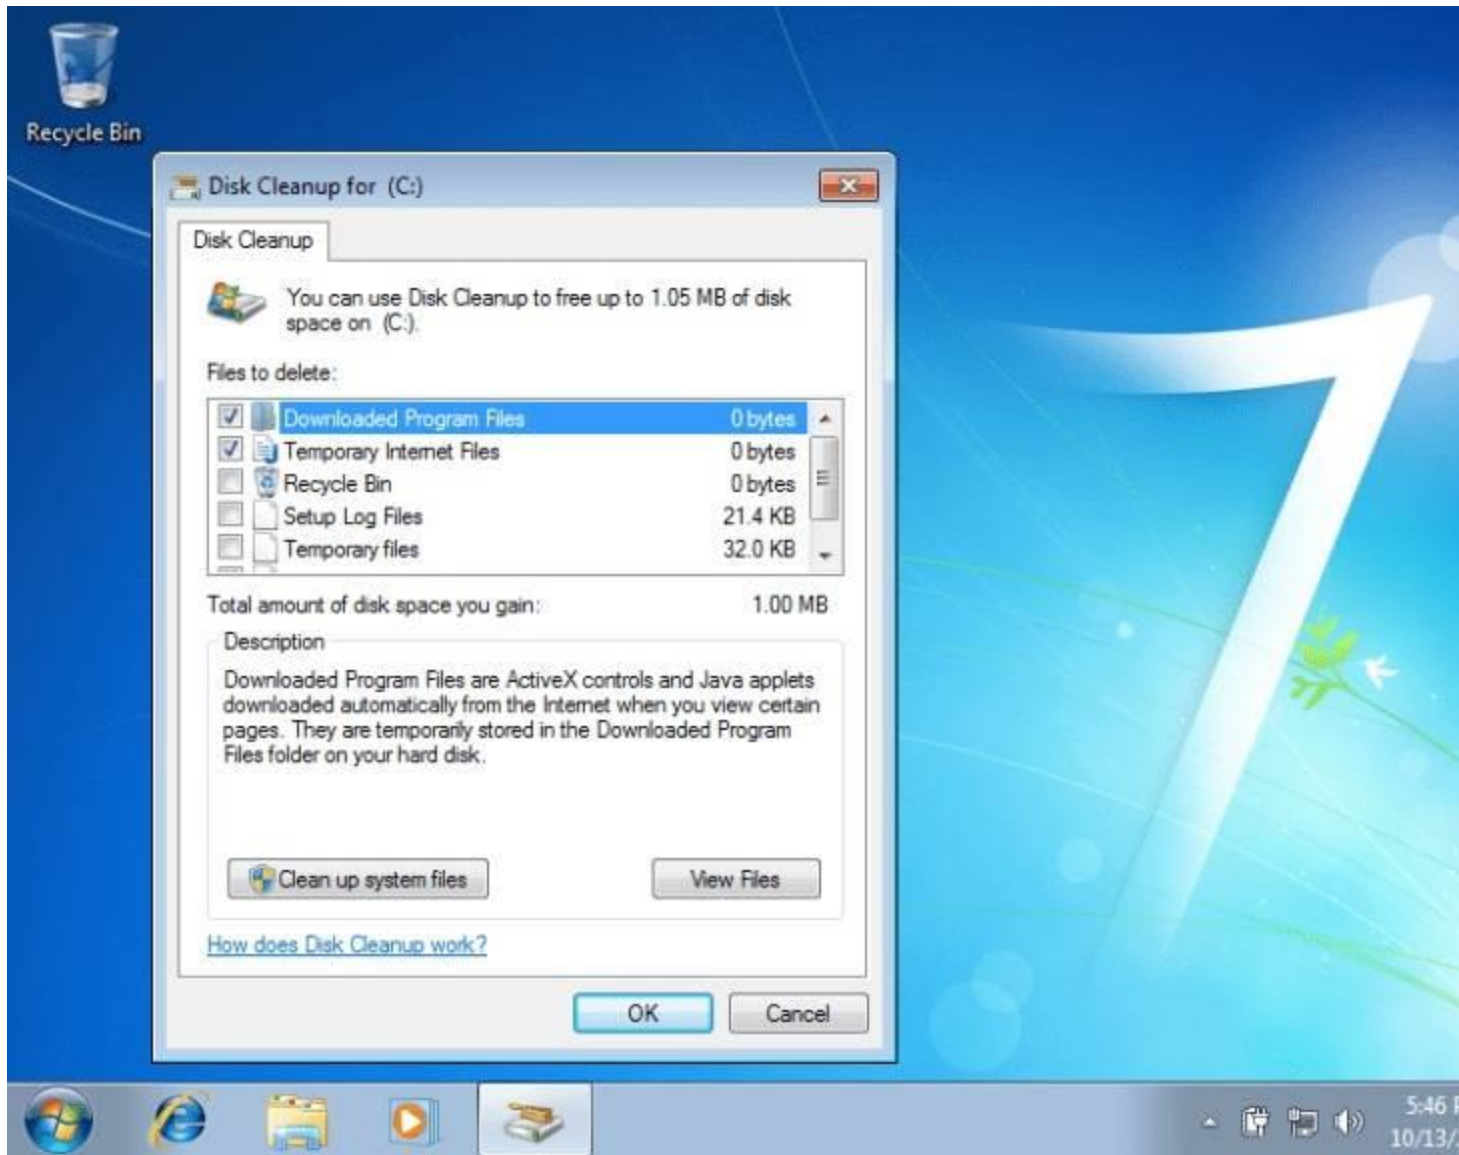 Recycle Bin
Disk Cleanup for (C:)
Disk Cleanup
You can use Disk Cleanup to free up to 1.05 MB of disk
space on (C:).
Files to delete:
Downloaded Program Files 0 bytes
Temporary Internet Files 0 bytes
Recycle Bin 0 bytes
Setup Log Files 21.4 KB
Temporary files 32.0 KB
Total amount of disk space you gain: 1.00 MB
Description
Downloaded Program Files are ActiveX controls and Java applets
downloaded automatically from the Internet when you view certain
pages. They are temporarily stored in the Downloaded Program
Files folder on your hard disk.
Clean up system files View Files
How does Disk Cleanup work?
OK Cancel
7
5:46 P
10/13/